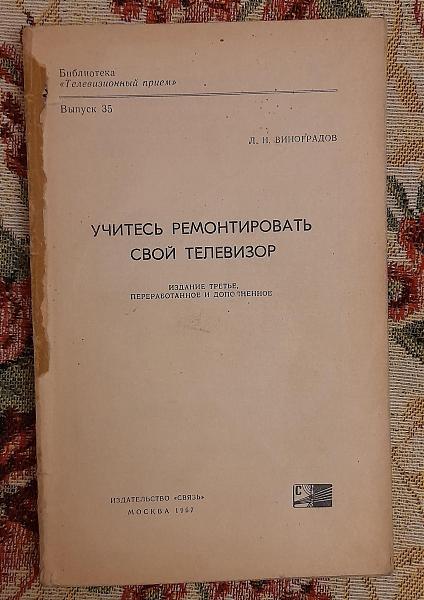 Библиотека
«Телевизионный прием»
Выпуск 35
Л. Н. ВИНОГРАДОВ
УЧИТЕСЬ РЕМОНТИРОВАТЬ
СВОЙ ТЕЛЕВИЗОР
ИЗДАНИЕ ТРЕТЬЕ,
ПЕРЕРАБОТАННОЕ И ДОПОЛНЕННОЕ
ИЗДАТЕЛЬСТВО «СВЯЗЬ»
МОСКВА 1967
С